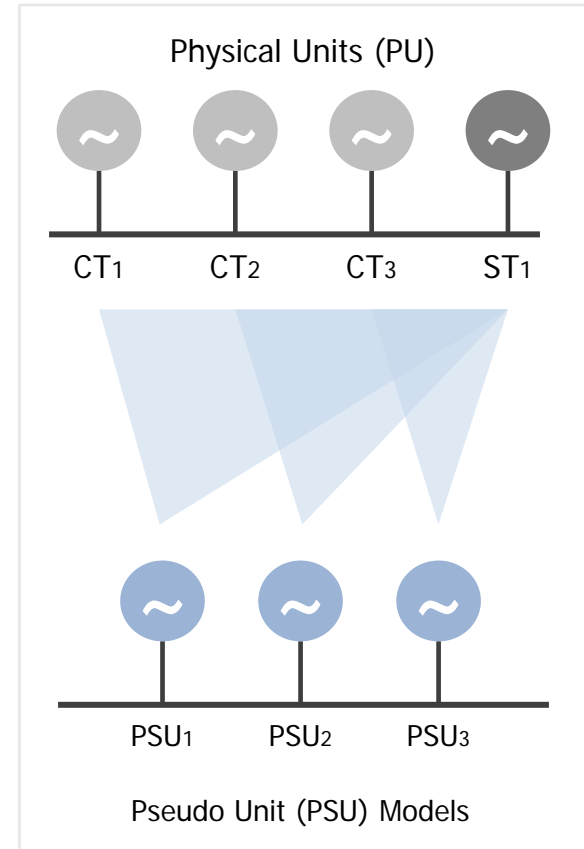 Physical Units (PU)
CT1 CT2 CT3 ST1
PSU1 PSU2 PSU3
Pseudo Unit (PSU) Models